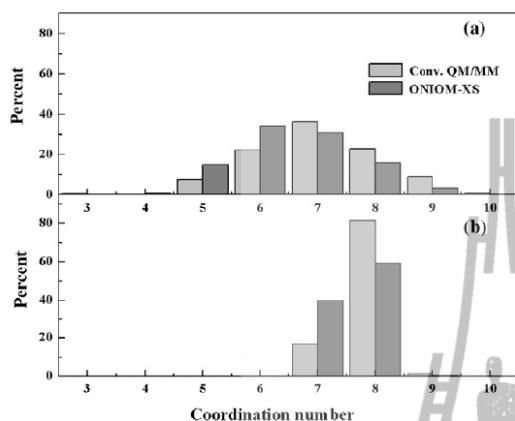 (a)
Conv. QM/MM
ONIOM-XS
Percent
80
60
40
20
0
3 4 5 6 7 8 9 10
(b)
Percent
80
60
40
20
0
3 4 5 6 7 8 9 10
Coordination number